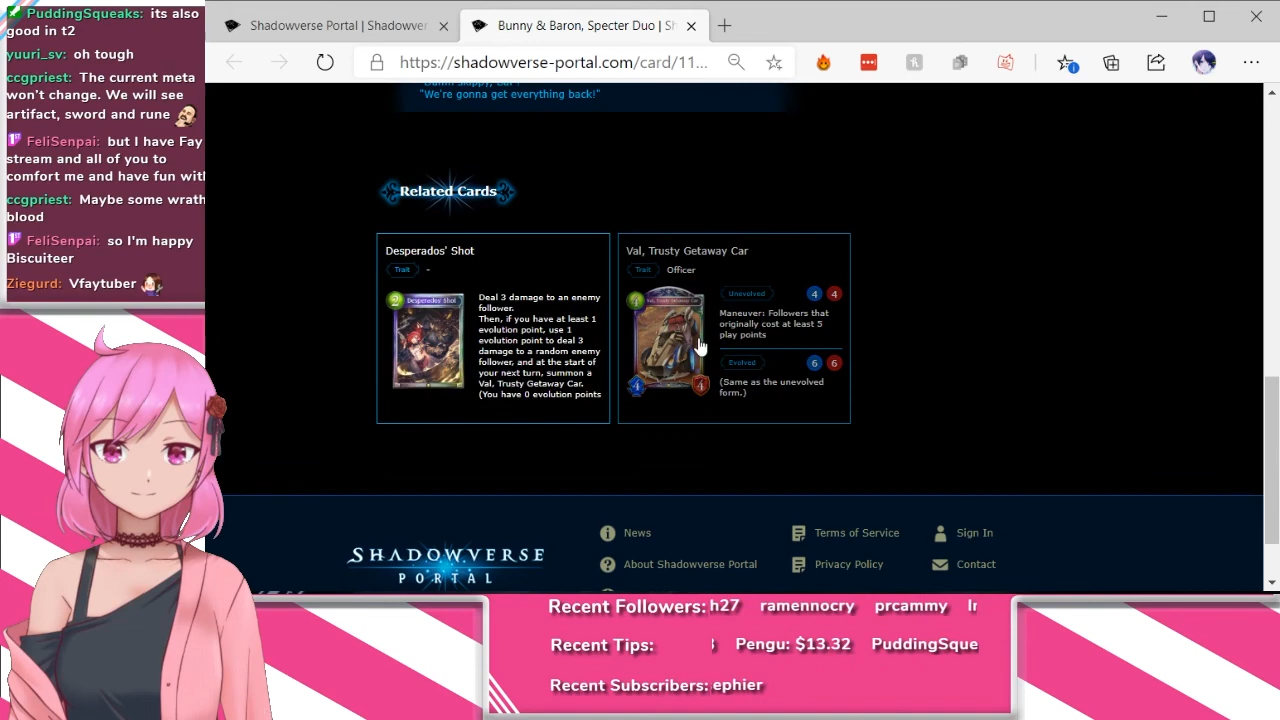 PuddingSqueaks: its also
good in t2
yuuri_sv: oh tough
ccgpriest: The current meta
won't change. We will see
artifact, sword and rune
FeliSenpai: but I have Fay
stream and all of you to
comfort me and have fun with
ccgpriest: Maybe some wrath
blood
FeliSenpai: so I'm happy
Biscuiteer
Ziegurd: Vfaytuber
Shadowverse Portal | Shadowver
Bunny & Baron, Specter Duo | Sh
https://shadowverse-portal.com/card/11...
"We're gonna get everything back!"
Related Cards
Desperados' Shot
Trait -
2
Desperados' Shot
Deal 3 damage to an enemy
follower.
Then, if you have at least 1
evolution point, use 1
evolution point to deal 3
damage to a random enemy
follower, and at the start of
your next turn, summon a
Val, Trusty Getaway Car.
(You have 0 evolution points
Val, Trusty Getaway Car
Trait Officer
Val, Trusty Getaway Car
4 4
Unevolved 4 4
Maneuver: Followers that
originally cost at least 5
play points
Evolved 6 6
(Same as the unevolved
form.)
SHADOWVERSE
PORTAL
News
About Shadowverse Portal
Terms of Service
Privacy Policy
Sign In
Contact
Recent Followers: h27 ramennocry prcammy
Recent Tips: Pengu: $13.32 PuddingSque
Recent Subscribers: ephier